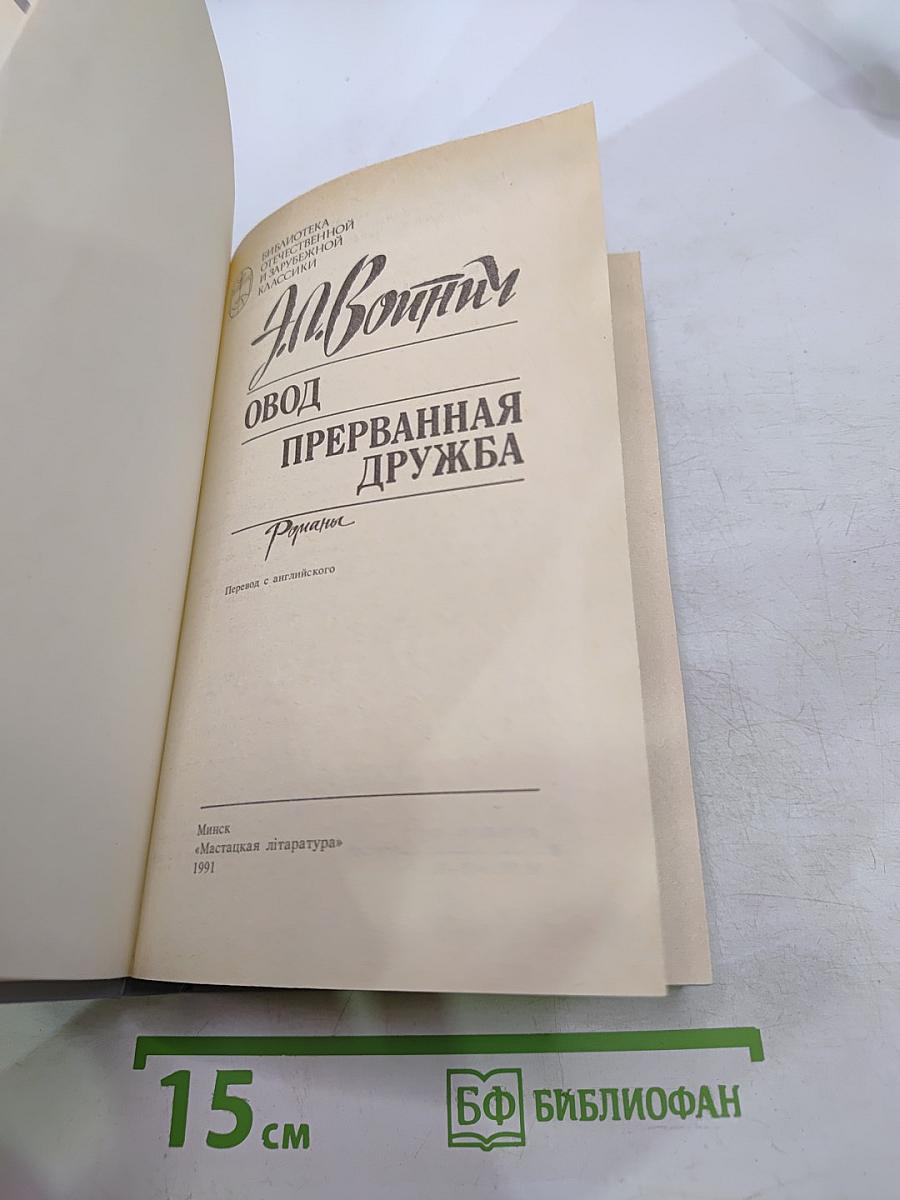 БИБЛИОТЕКА
ОТЕЧЕСТВЕННОЙ
И ЗАРУБЕЖНОЙ
КЛАССИКИ
Э.Л.Войнич
ОВОД
ПРЕРВАННАЯ
ДРУЖБА
Романы
Перевод с английского
Минск
«Мастацкая літаратура»
1991
15 см
БФ БИБЛИОФАН